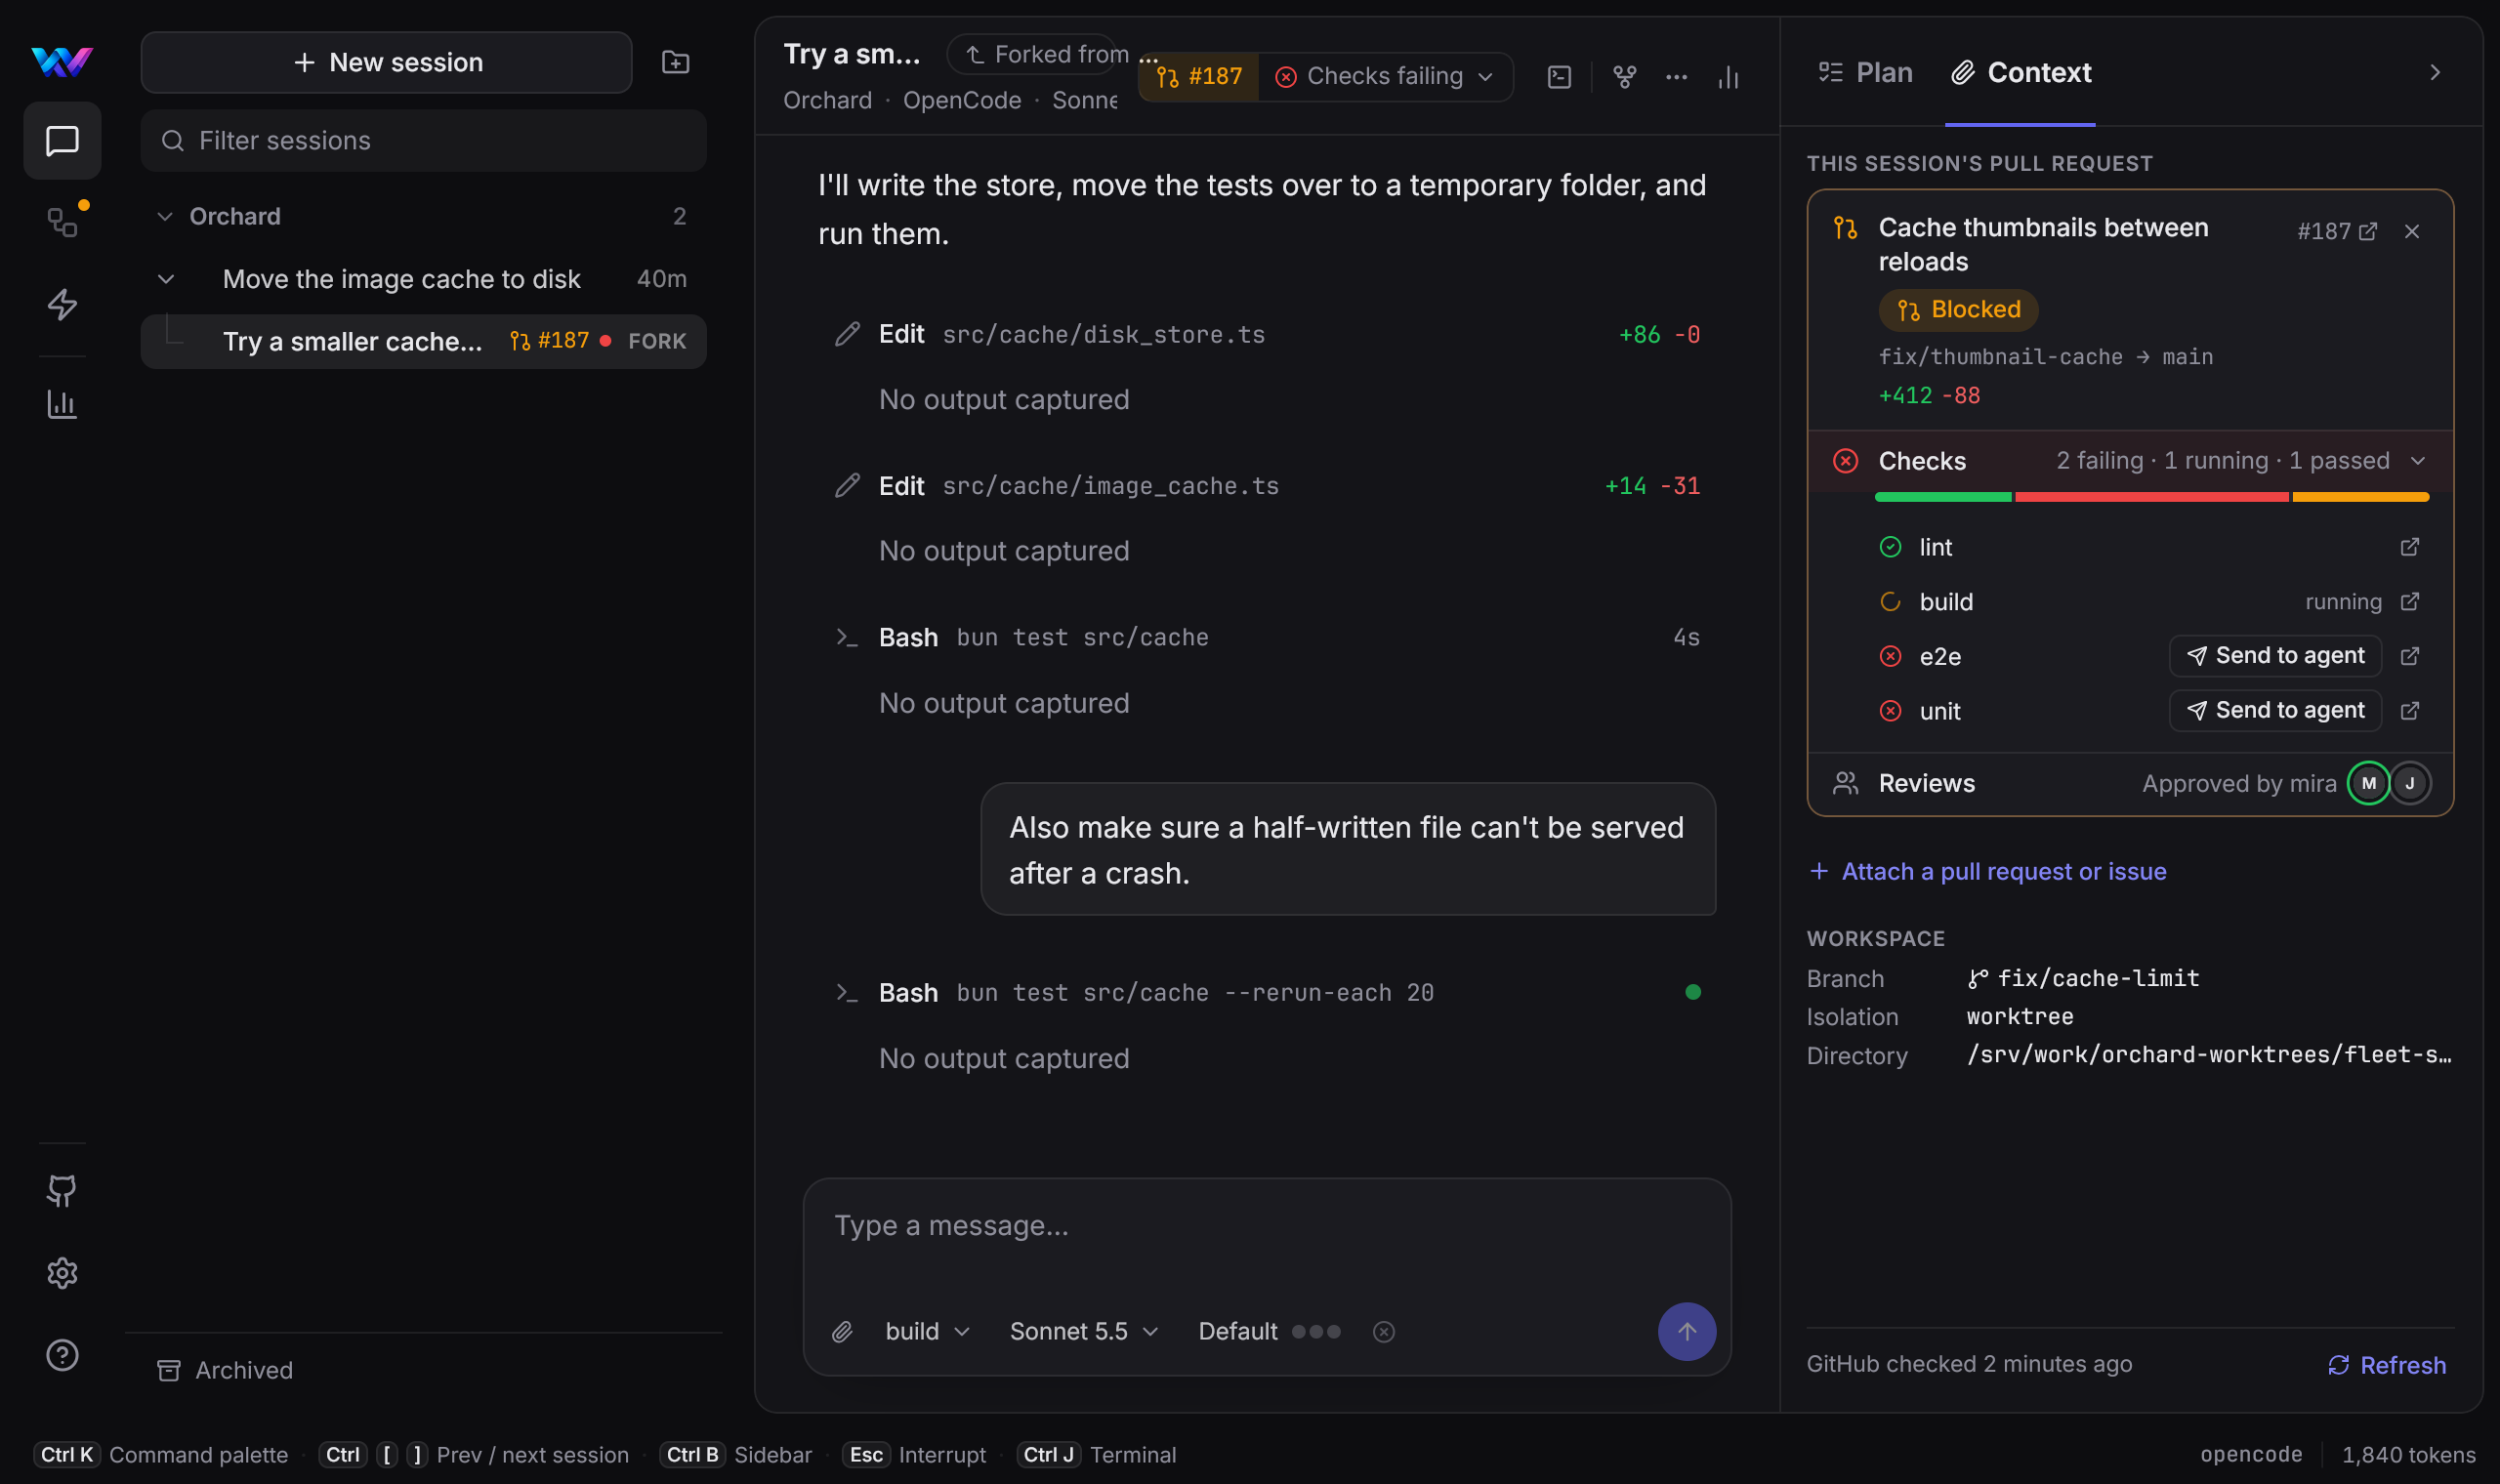 New session
Filter sessions
Orchard 2
Move the image cache to disk 40m
Try a smaller cache... #187 FORK
Archived
Try a sm... Forked from ...
Orchard · OpenCode · Sonne
#187 Checks failing
I'll write the store, move the tests over to a temporary folder, and
run them.
Edit src/cache/disk_store.ts +86 -0
No output captured
Edit src/cache/image_cache.ts +14 -31
No output captured
Bash bun test src/cache 4s
No output captured
Also make sure a half-written file can't be served
after a crash.
Bash bun test src/cache --rerun-each 20
No output captured
Type a message...
build Sonnet 5.5 Default
Plan Context
THIS SESSION'S PULL REQUEST
Cache thumbnails between
reloads
#187
Blocked
fix/thumbnail-cache → main
+412 -88
Checks 2 failing · 1 running · 1 passed
lint
build running
e2e Send to agent
unit Send to agent
Reviews Approved by mira M J
+ Attach a pull request or issue
WORKSPACE
Branch fix/cache-limit
Isolation worktree
Directory /srv/work/orchard-worktrees/fleet-s…
GitHub checked 2 minutes ago Refresh
Ctrl K Command palette · Ctrl [ ] Prev / next session · Ctrl B Sidebar · Esc Interrupt · Ctrl J Terminal
opencode 1,840 tokens